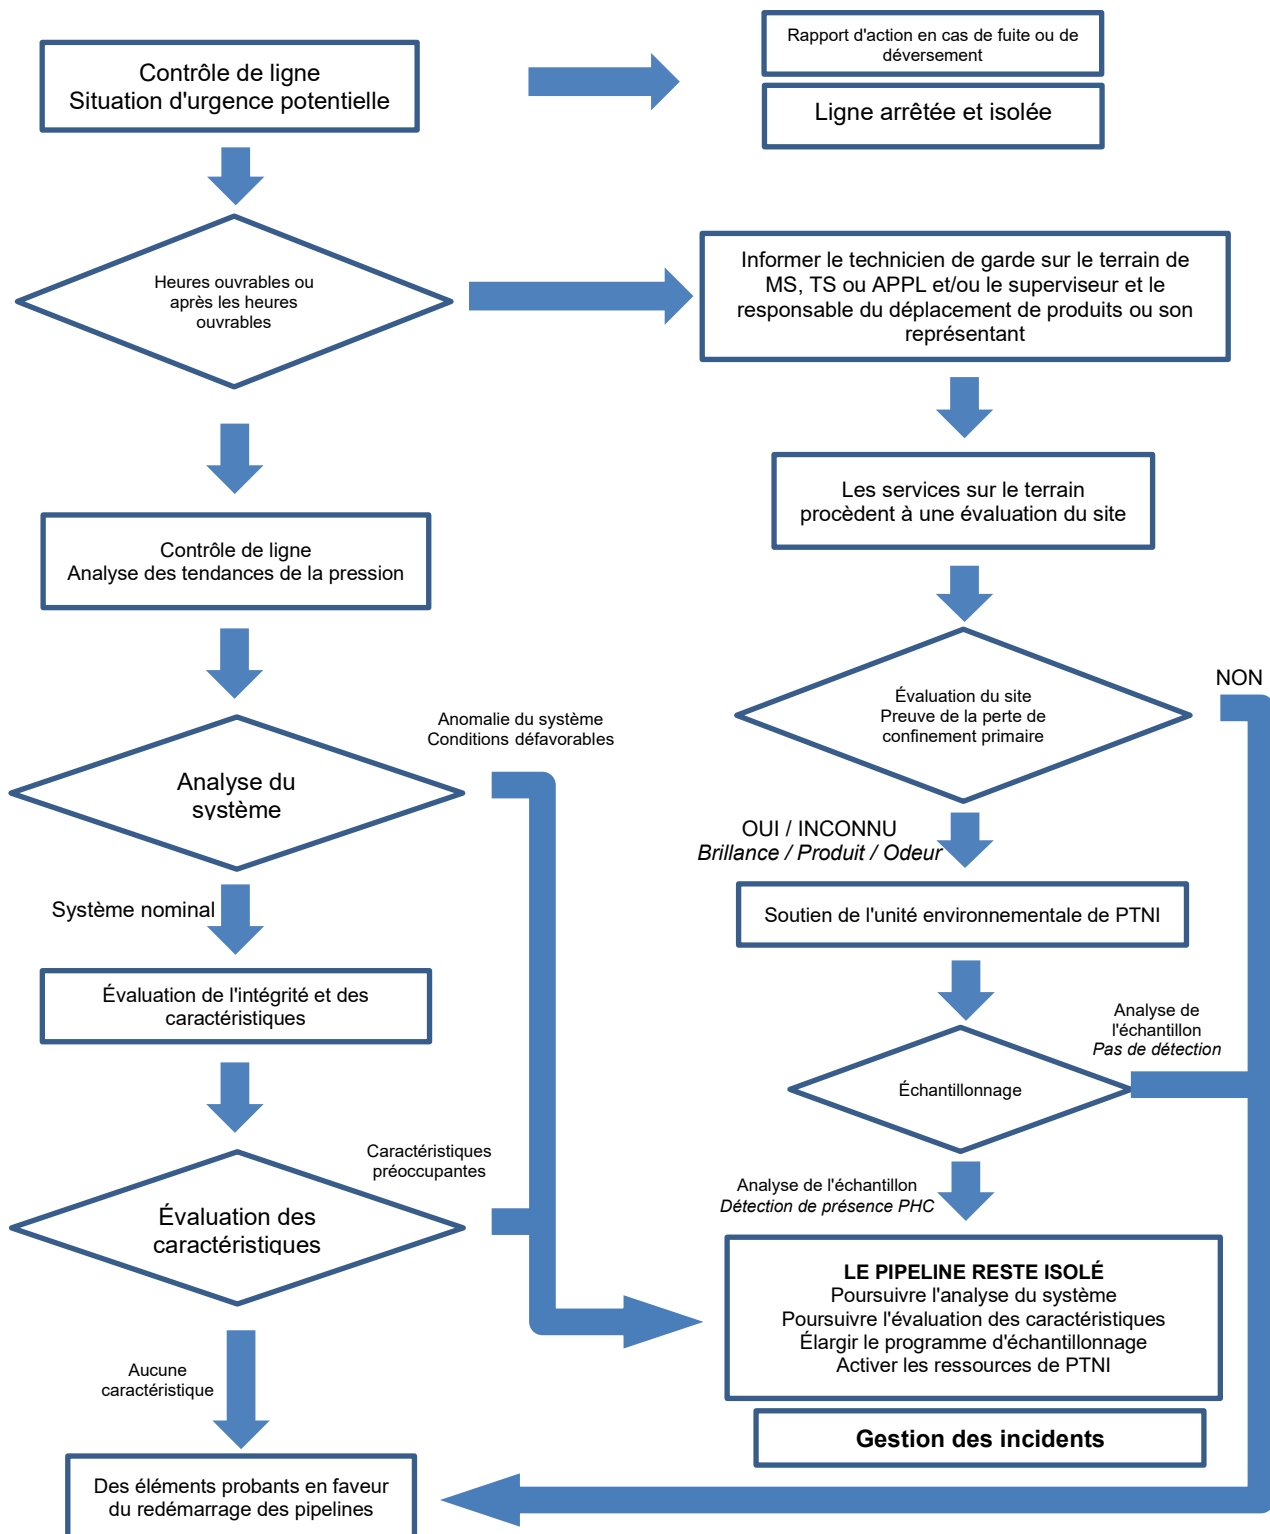 Contrôle de ligne
Situation d'urgence potentielle
Rapport d'action en cas de fuite ou de
déversement
Ligne arrêtée et isolée
Heures ouvrables ou
après les heures
ouvrables
Informer le technicien de garde sur le terrain de
MS, TS ou APPL et/ou le superviseur et le
responsable du déplacement de produits ou son
représentant
Les services sur le terrain
procèdent à une évaluation du site
Contrôle de ligne
Analyse des tendances de la pression
Évaluation du site
Preuve de la perte de
confinement primaire
NON
Anomalie du système
Conditions défavorables
Analyse du
système
OUI / INCONNU
Brillance / Produit / Odeur
Système nominal
Soutien de l'unité environnementale de PTNI
Évaluation de l'intégrité et des
caractéristiques
Analyse de
l'échantillon
Pas de détection
Échantillonnage
Caractéristiques
préoccupantes
Analyse de l'échantillon
Détection de présence PHC
Évaluation des
caractéristiques
LE PIPELINE RESTE ISOLÉ
Poursuivre l'analyse du système
Poursuivre l'évaluation des caractéristiques
Élargir le programme d'échantillonnage
Activer les ressources de PTNI
Aucune
caractéristique
Gestion des incidents
Des éléments probants en faveur
du redémarrage des pipelines